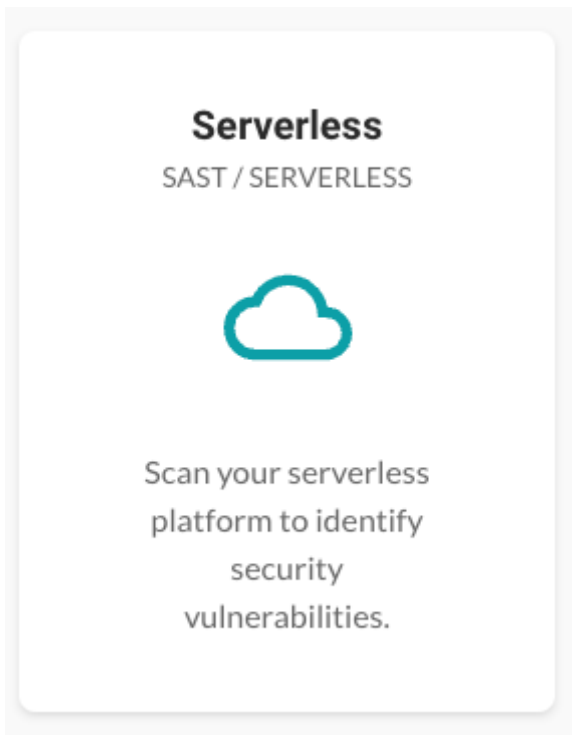 Serverless
SAST / SERVERLESS
Scan your serverless
platform to identify
security
vulnerabilities.